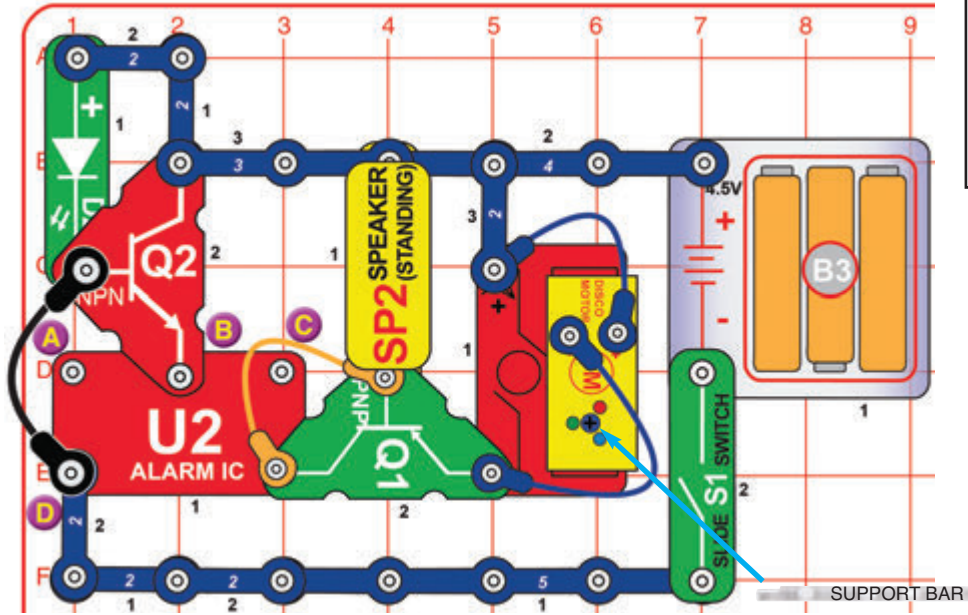 1 2 3 4 5 6 7 8 9
A
2
2
+
1
2
1
3
2
B
3
4
4.5V
+
-
B3
D
NPN
Q2
2
SP2 SPEAKER
(STANDING)
1
3
2
C
+
DISCO
MOTOR
M
1
A
B
C
D
U2
ALARM IC
1
PNP
Q1
2
SLIDE S1 SWITCH
2
1
E
D
2
2
F
2
2
5
1
2
1
SUPPORT BAR